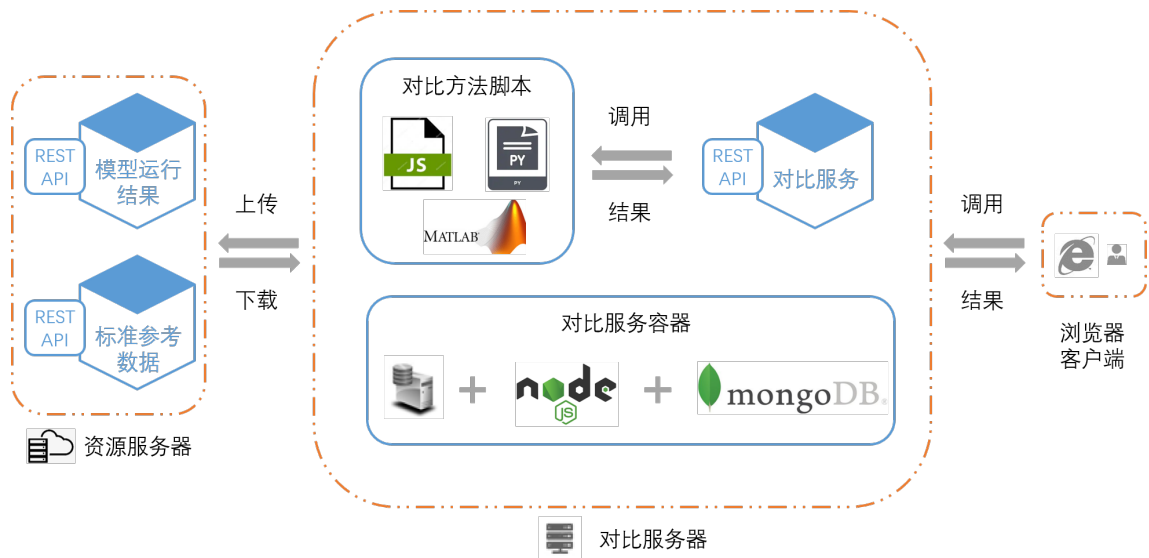 REST
API
模型运行
结果
REST
API
标准参考
数据
资源服务器
上传
下载
对比方法脚本
JS
PY
PY
MATLAB
调用
结果
REST
API
对比服务
对比服务容器
node
JS
mongoDB
对比服务器
调用
结果
浏览器
客户端